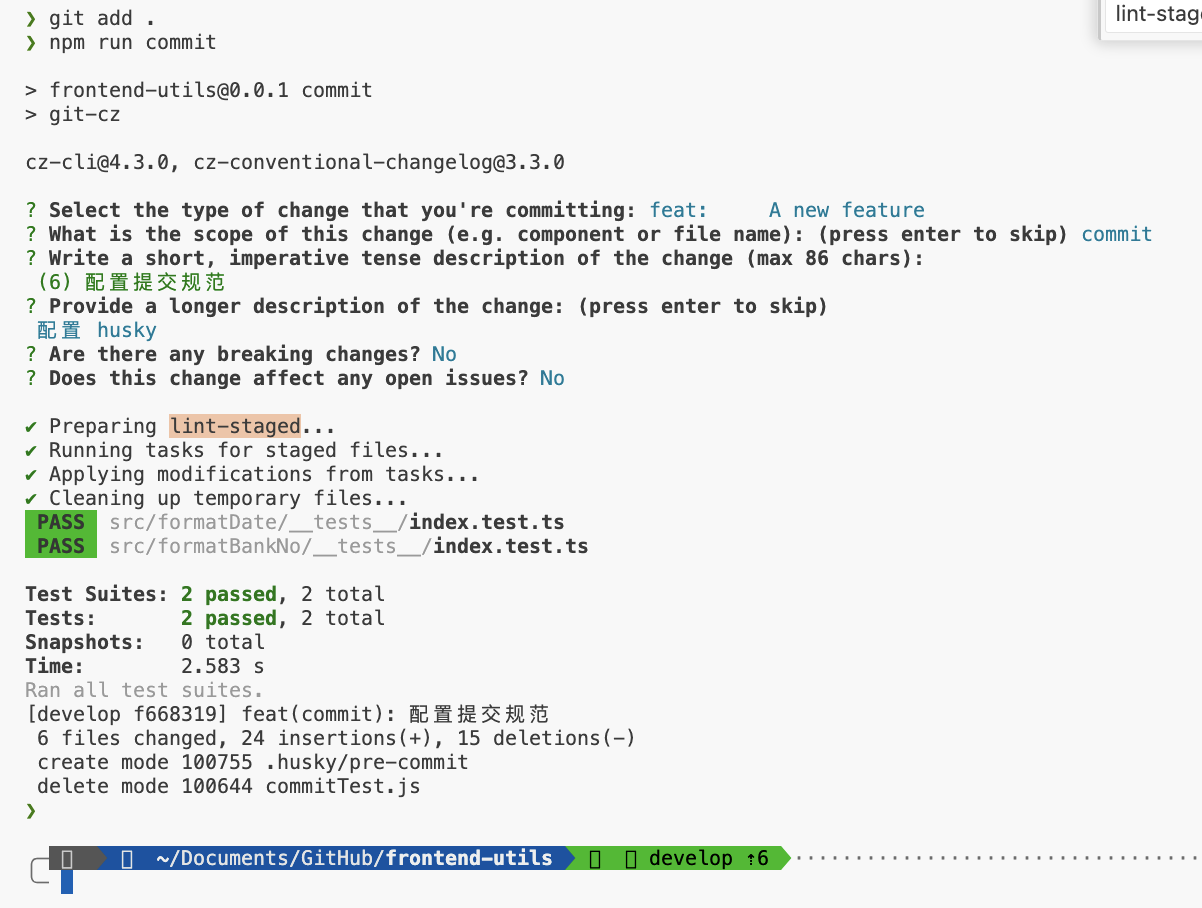 ❯ git add .
lint-stag
❯ npm run commit
> frontend-utils@0.0.1 commit
> git-cz
cz-cli@4.3.0, cz-conventional-changelog@3.3.0
? Select the type of change that you're committing: feat:     A new feature
? What is the scope of this change (e.g. component or file name): (press enter to skip) commit
? Write a short, imperative tense description of the change (max 86 chars):
(6) 配置提交规范
? Provide a longer description of the change: (press enter to skip)
配置 husky
? Are there any breaking changes? No
? Does this change affect any open issues? No
✔ Preparing lint-staged...
✔ Running tasks for staged files...
✔ Applying modifications from tasks...
✔ Cleaning up temporary files...
PASS src/formatDate/__tests__/index.test.ts
PASS src/formatBankNo/__tests__/index.test.ts
Test Suites: 2 passed, 2 total
Tests:       2 passed, 2 total
Snapshots:   0 total
Time:        2.583 s
Ran all test suites.
[develop f668319] feat(commit): 配置提交规范
6 files changed, 24 insertions(+), 15 deletions(-)
create mode 100755 .husky/pre-commit
delete mode 100644 commitTest.js
❯
~/Documents/GitHub/frontend-utils develop ⇡6